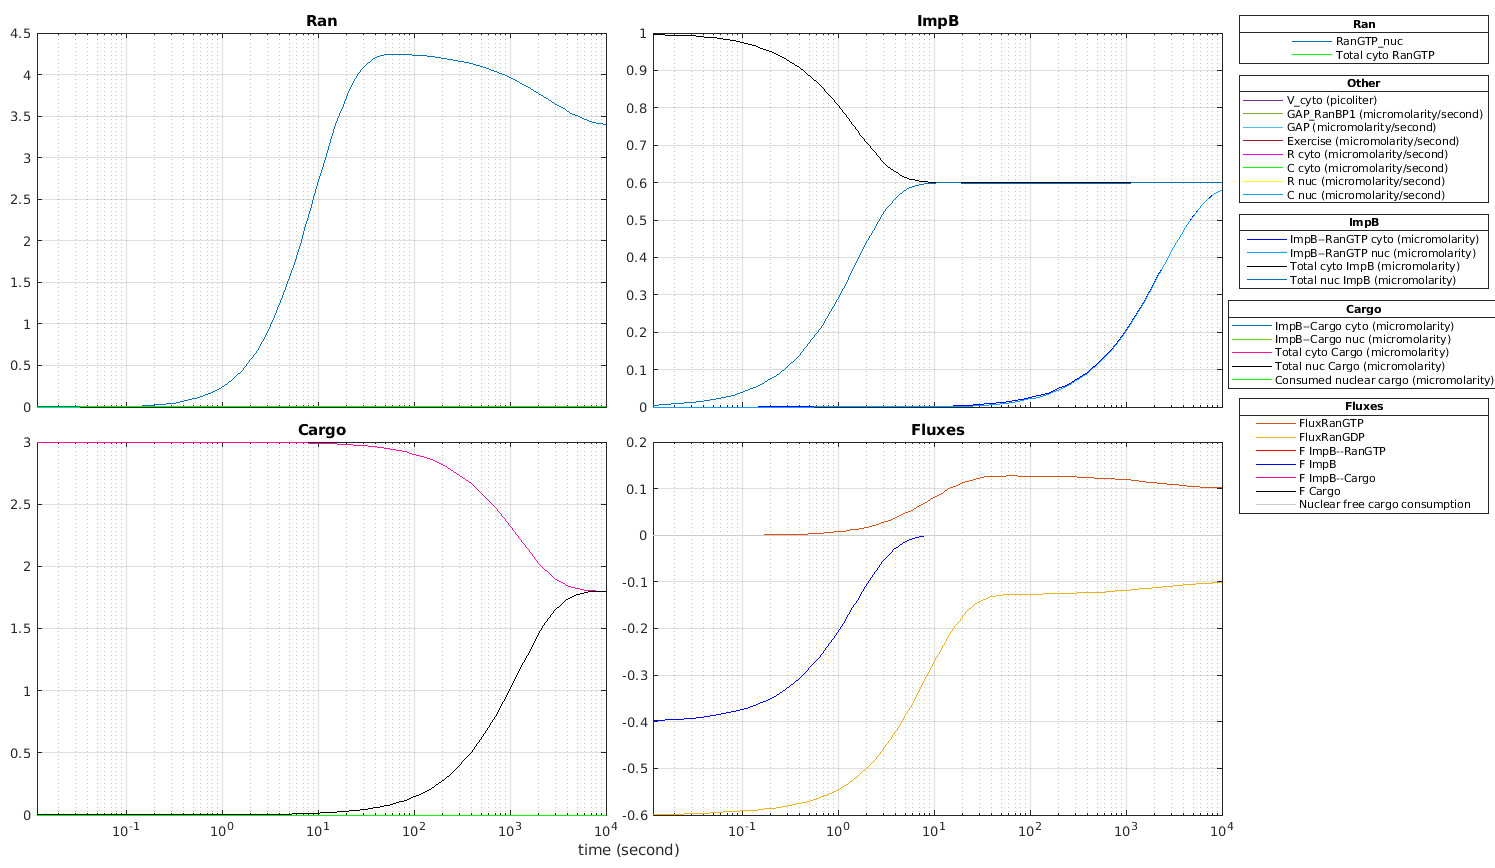 Ran
4.5
4
3.5
3
2.5
2
1.5
1
0.5
0
ImpB
1
0.9
0.8
0.7
0.6
0.5
0.4
0.3
0.2
0.1
0
Cargo
3
2.5
2
1.5
1
0.5
0
10^-1 10^0 10^1 10^2 10^3 10^4
Fluxes
0.2
0.1
0
-0.1
-0.2
-0.3
-0.4
-0.5
-0.6
10^-1 10^0 10^1 10^2 10^3 10^4
time (second)
Ran
RanGTP_nuc
Total cyto RanGTP
Other
V_cyto (picoliter)
GAP_RanBP1 (micromolarity/second)
GAP (micromolarity/second)
Exercise (micromolarity/second)
R cyto (micromolarity/second)
C cyto (micromolarity/second)
R nuc (micromolarity/second)
C nuc (micromolarity/second)
ImpB
ImpB--RanGTP cyto (micromolarity)
ImpB--RanGTP nuc (micromolarity)
Total cyto ImpB (micromolarity)
Total nuc ImpB (micromolarity)
Cargo
ImpB--Cargo cyto (micromolarity)
ImpB--Cargo nuc (micromolarity)
Total cyto Cargo (micromolarity)
Total nuc Cargo (micromolarity)
Consumed nuclear cargo (micromolarity)
Fluxes
FluxRanGTP
FluxRanGDP
F ImpB--RanGTP
F ImpB
F ImpB--Cargo
F Cargo
Nuclear free cargo consumption